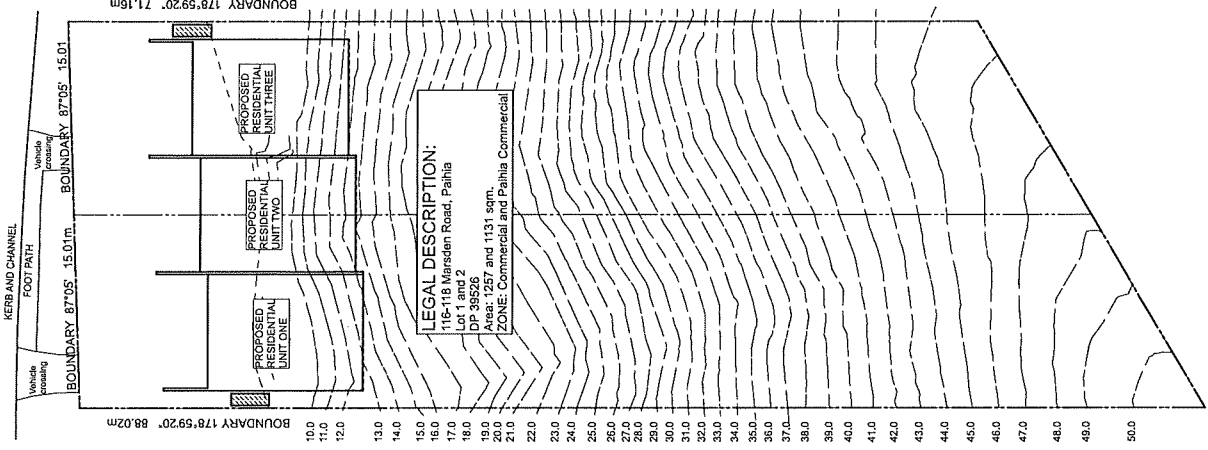 KERB AND CHANNEL
FOOT PATH
Vehicle
crossing
Vehicle
crossing
BOUNDARY 87°05' 15.01m
BOUNDARY 87°05' 15.01
BOUNDARY 178°59'20" 88.02m
BOUNDARY 178°59'20" 71.16m
PROPOSED
RESIDENTIAL
UNIT ONE
PROPOSED
RESIDENTIAL
UNIT TWO
PROPOSED
RESIDENTIAL
UNIT THREE
LEGAL DESCRIPTION:
116-118 Marsden Road, Paihia
Lot 1 and 2
DP 39526
Area: 1257 and 1131 sqm.
ZONE: Commercial and Paihia Commercial
10.0
11.0
12.0
13.0
14.0
15.0
16.0
17.0
18.0
19.0
20.0
21.0
22.0
23.0
24.0
25.0
26.0
27.0
28.0
29.0
30.0
31.0
32.0
33.0
34.0
35.0
36.0
37.0
38.0
39.0
40.0
41.0
42.0
43.0
44.0
45.0
46.0
47.0
48.0
49.0
50.0